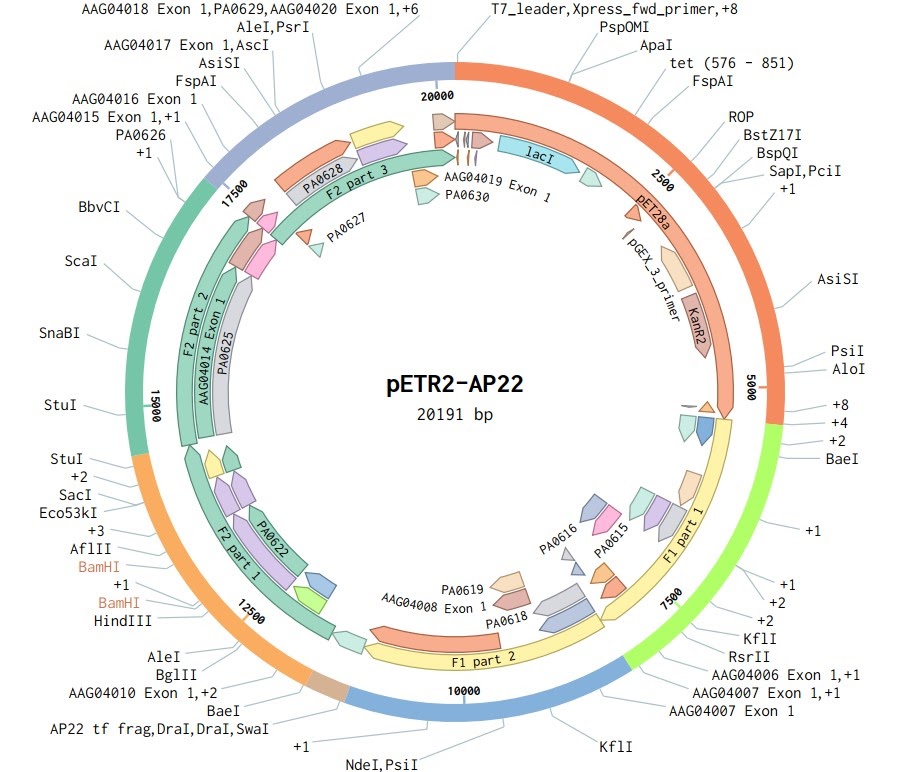 AAG04018 Exon 1,PA0629,AAG04020 Exon 1,+6
T7_leader,Xpress_fwd_primer,+8
AleI,PsrI
PspOMI
AAG04017 Exon 1,AscI
ApaI
AsiSI
tet (576 - 851)
FspAI
FspAI
AAG04016 Exon 1
AAG04015 Exon 1,+1
ROP
PA0626
BstZ17I
+1
BspQI
SapI,PciI
+1
20000
17500
2500
lacI
PA0628
F2 part 3
AAG04019 Exon 1
PA0630
PA0627
pET28a
pGEX_3_primer
KanR2
BbvCI
ScaI
AsiSI
SnaBI
PsiI
AloI
StuI
F2 part 2
AAG04014 Exon 1
PA0625
pETR2-AP22
20191 bp
15000
5000
+8
+4
+2
BaeI
StuI
+2
SacI
Eco53kI
+3
AflII
BamHI
+1
BamHI
HindIII
AleI
BglII
AAG04010 Exon 1,+2
BaeI
AP22 tf frag,DraI,DraI,SwaI
+1
NdeI,PsiI
KflI
+1
+1
+2
+2
KflI
RsrII
AAG04006 Exon 1,+1
AAG04007 Exon 1,+1
AAG04007 Exon 1
PA0622
F2 part 1
12500
PA0616
PA0615
F1 part 1
7500
PA0619
AAG04008 Exon 1
PA0618
F1 part 2
10000